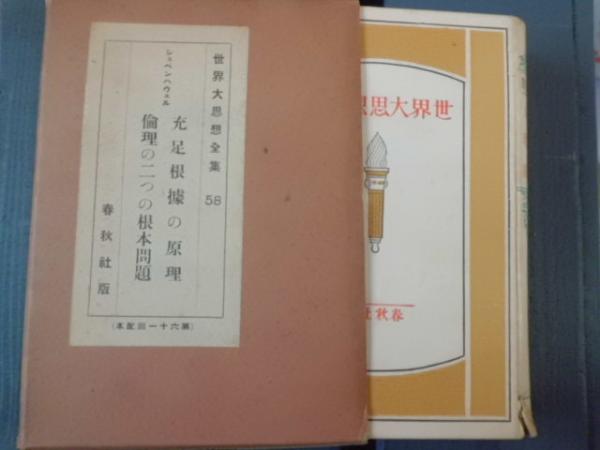 世界大思想全集 58
シヨペンハウエル
充足根據の原理
倫理の二つの根本問題
春秋社版
(第六十一回配本)
世界大思
春秋社